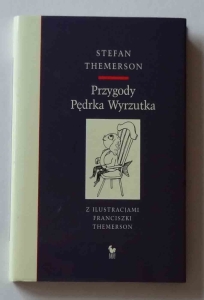 STEFAN
THEMERSON
Przygody
Pędrka Wyrzutka
Z ILUSTRACJAMI
FRANCISZKI
THEMERSON